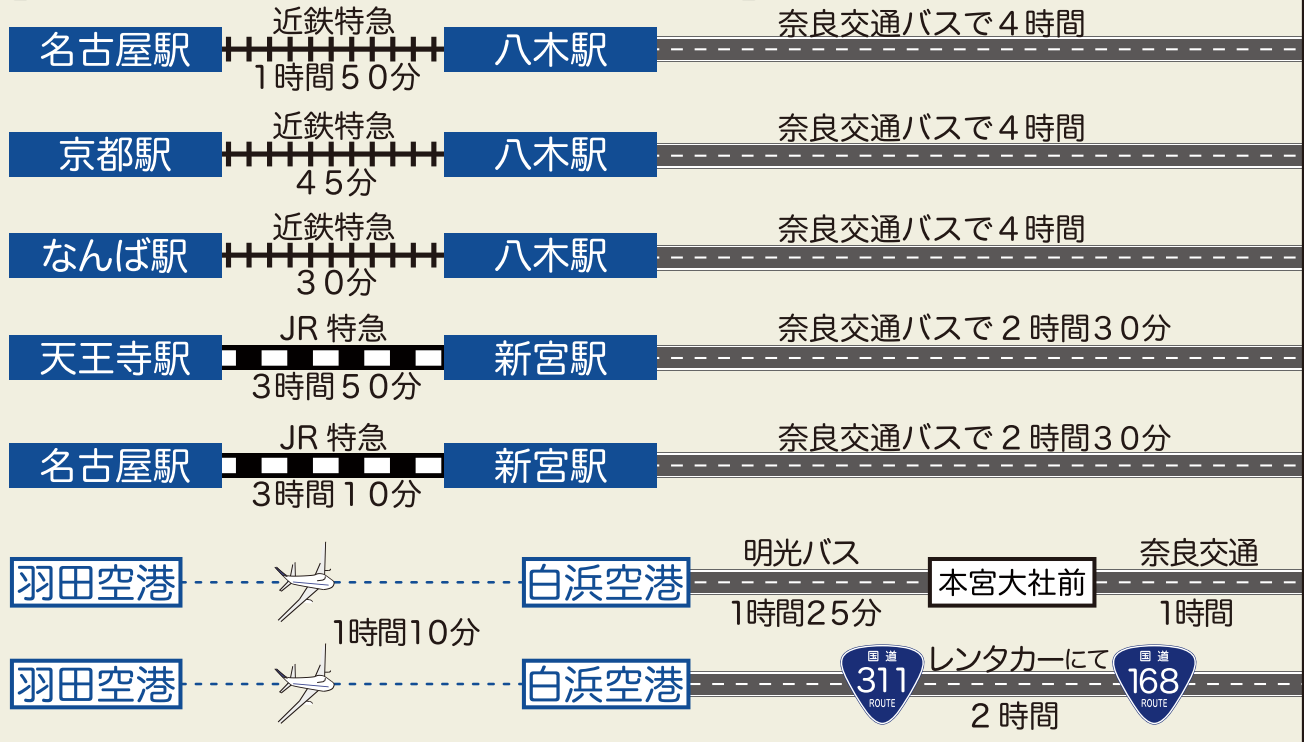 近鉄特急
奈良交通バスで４時間
名古屋駅
八木駅
1時間５０分
近鉄特急
奈良交通バスで４時間
京都駅
八木駅
４５分
近鉄特急
奈良交通バスで４時間
なんば駅
八木駅
３０分
JR 特急
奈良交通バスで２時間３０分
天王寺駅
新宮駅
３時間５０分
JR 特急
奈良交通バスで２時間３０分
名古屋駅
新宮駅
３時間１０分
明光バス
奈良交通
羽田空港
白浜空港
本宮大社前
1時間25分
1時間
1時間10分
レンタカーにて
羽田空港
白浜空港
国道
311
ROUTE
国道
168
ROUTE
２時間